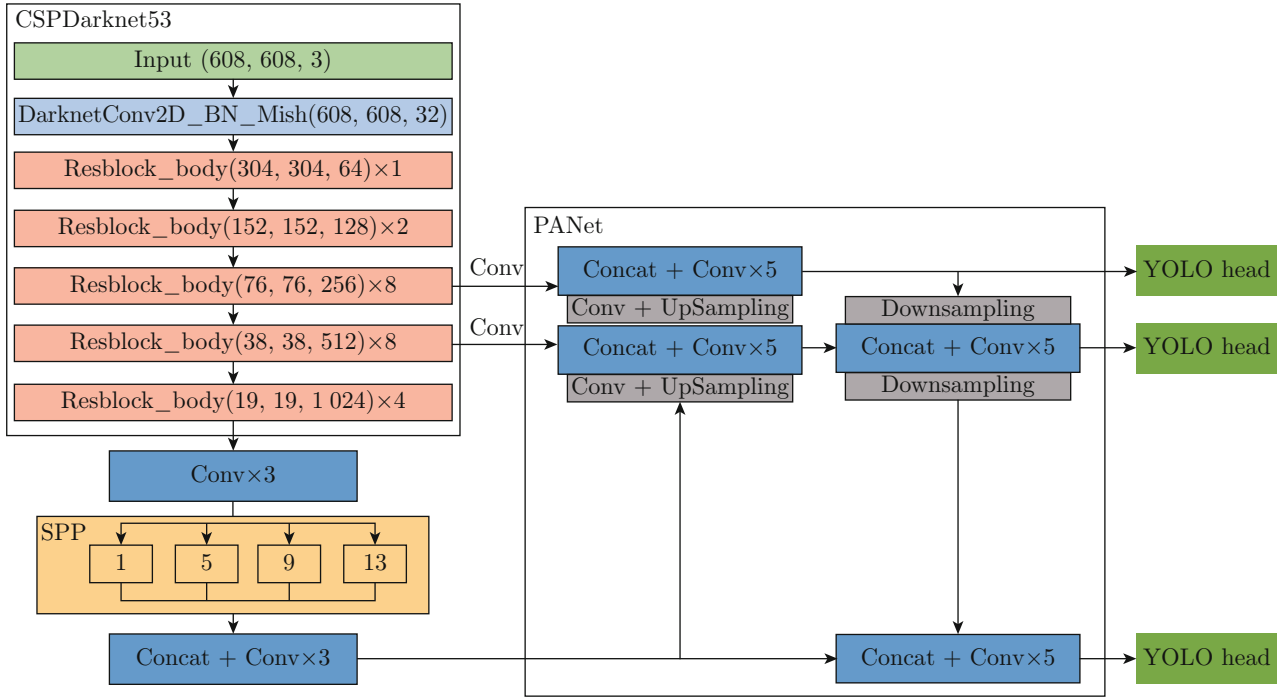 CSPDarknet53
Input (608, 608, 3)
DarknetConv2D_BN_Mish(608, 608, 32)
Resblock_body(304, 304, 64)×1
Resblock_body(152, 152, 128)×2
Resblock_body(76, 76, 256)×8
Resblock_body(38, 38, 512)×8
Resblock_body(19, 19, 1 024)×4
Conv×3
SPP
1
5
9
13
Concat + Conv×3
Conv
Conv
PANet
Concat + Conv×5
Conv + UpSampling
Concat + Conv×5
Conv + UpSampling
Downsampling
Concat + Conv×5
Downsampling
Concat + Conv×5
YOLO head
YOLO head
YOLO head